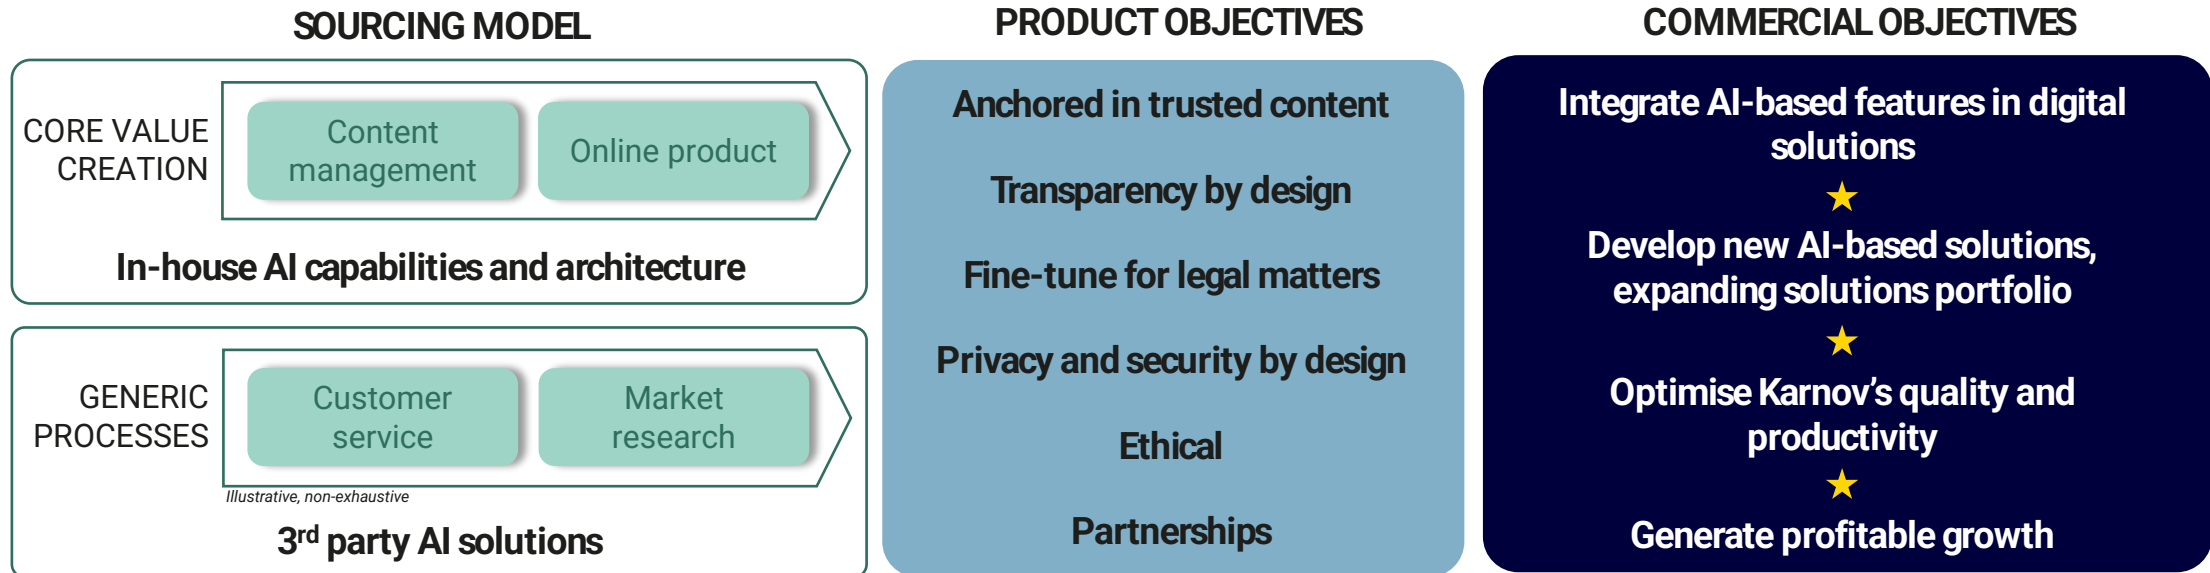 SOURCING MODEL
CORE VALUE
CREATION
Content
management
Online product
In-house AI capabilities and architecture
GENERIC
PROCESSES
Customer
service
Market
research
Illustrative, non-exhaustive
3rd party AI solutions
PRODUCT OBJECTIVES
Anchored in trusted content
Transparency by design
Fine-tune for legal matters
Privacy and security by design
Ethical
Partnerships
COMMERCIAL OBJECTIVES
Integrate AI-based features in digital
solutions
Develop new AI-based solutions,
expanding solutions portfolio
Optimise Karnov’s quality and
productivity
Generate profitable growth